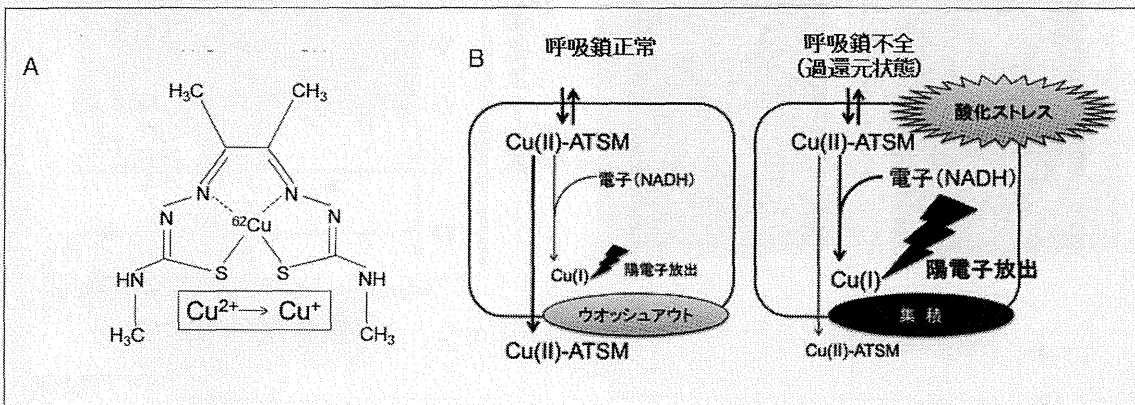 A
H₃C
CH₃
N
N
N
N
⁶²Cu
HN
S
S
NH
H₃C
CH₃
Cu²⁺→Cu⁺
B
呼吸鎖正常
Cu(II)-ATSM
電子(NADH)
Cu(I)
陽電子放出
ウオッシュアウト
Cu(II)-ATSM
呼吸鎖不全
(過還元状態)
酸化ストレス
Cu(II)-ATSM
電子(NADH)
Cu(I)
陽電子放出
集積
Cu(II)-ATSM